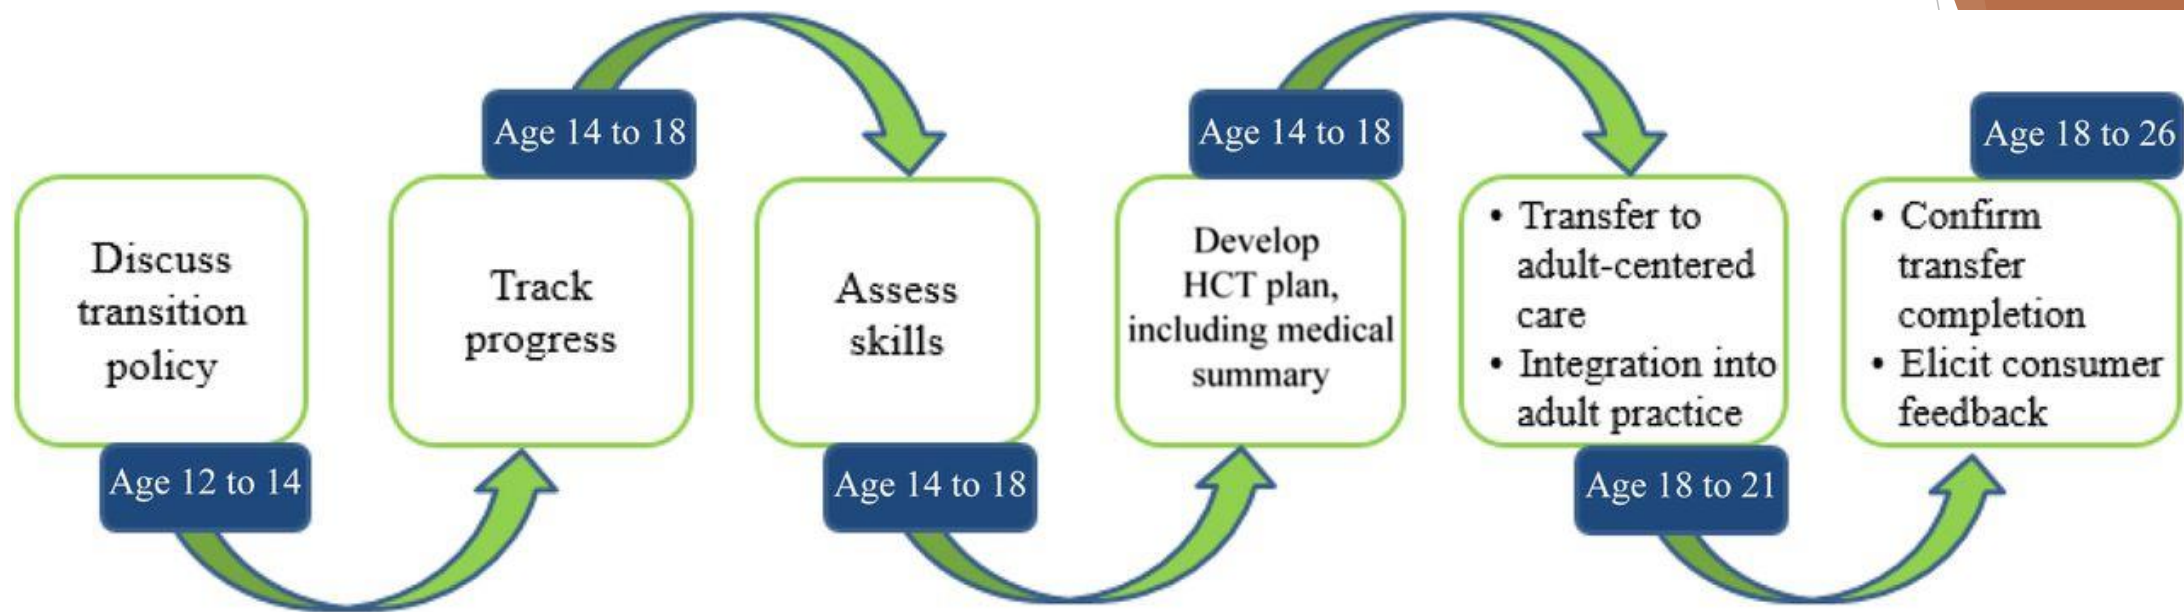 Discuss
transition
policy
Age 12 to 14
Age 14 to 18
Track
progress
Assess
skills
Age 14 to 18
Age 14 to 18
Develop
HCT plan,
including medical
summary
• Transfer to
adult-centered
care
• Integration into
adult practice
Age 18 to 21
Age 18 to 26
• Confirm
transfer
completion
• Elicit consumer
feedback